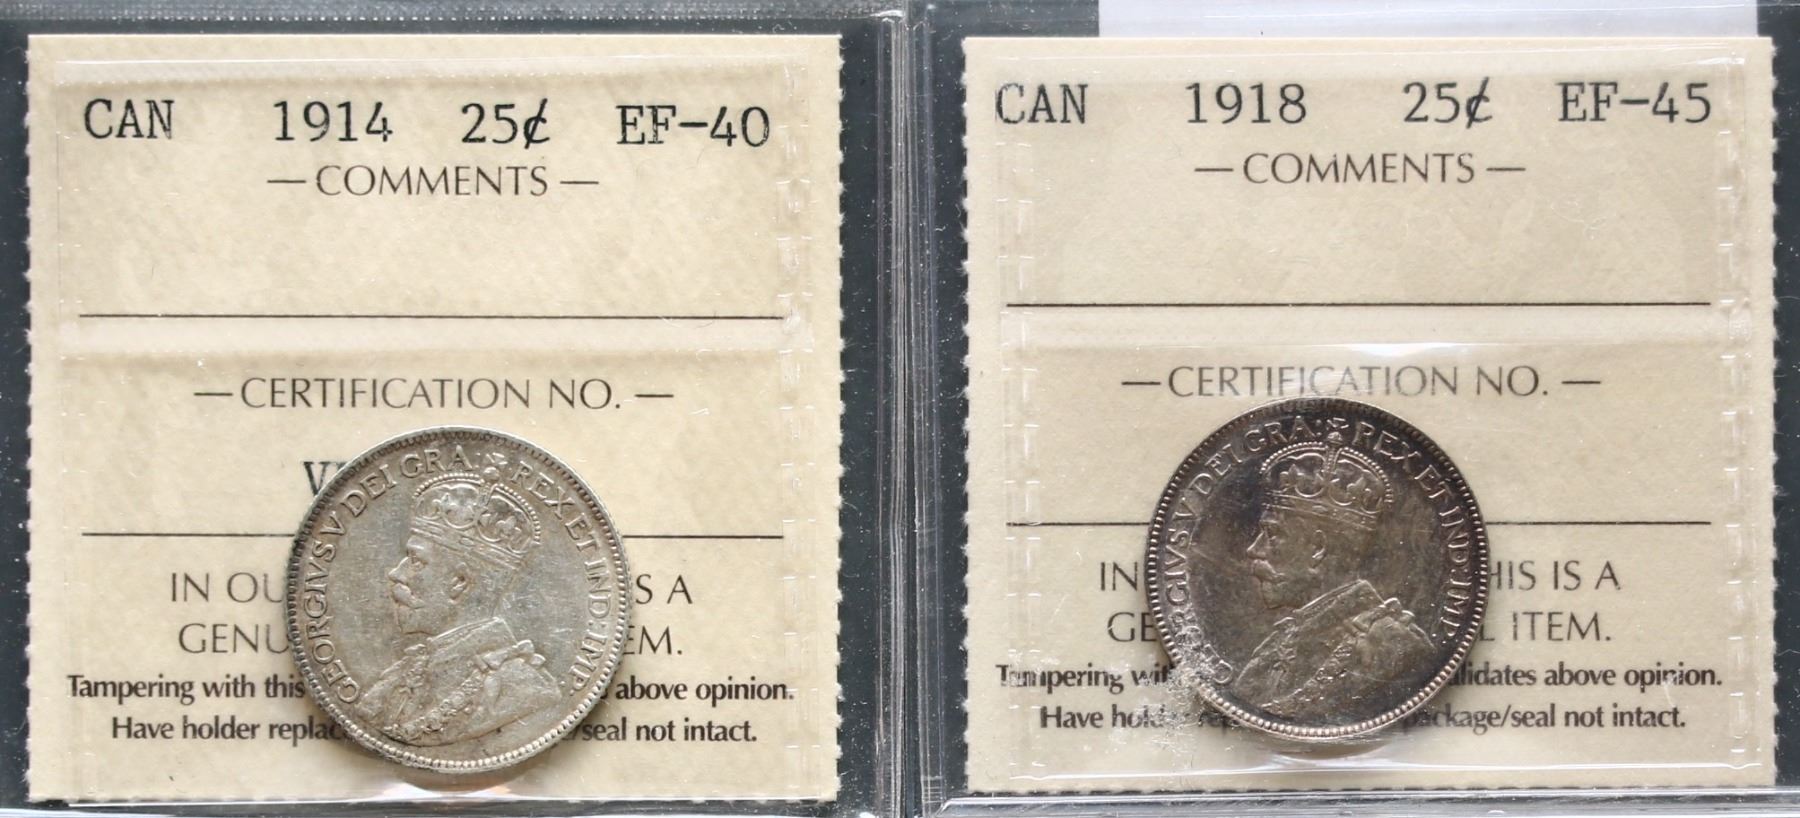 CAN 1914 25¢ EF-40
— COMMENTS —
— CERTIFICATION NO. —
IN OU S A
GENU EM.
Tampering with this above opinion.
Have holder replac /seal not intact.
GEORGIVS V DEI GRA: REX ET IND: IMP:
CAN 1918 25¢ EF-45
— COMMENTS —
— CERTIFICATION NO. —
IN HIS IS A
GE L ITEM.
Tampering wit lidates above opinion.
Have hold package/seal not intact.
GEORGIVS V DEI GRA: REX ET IND: IMP: